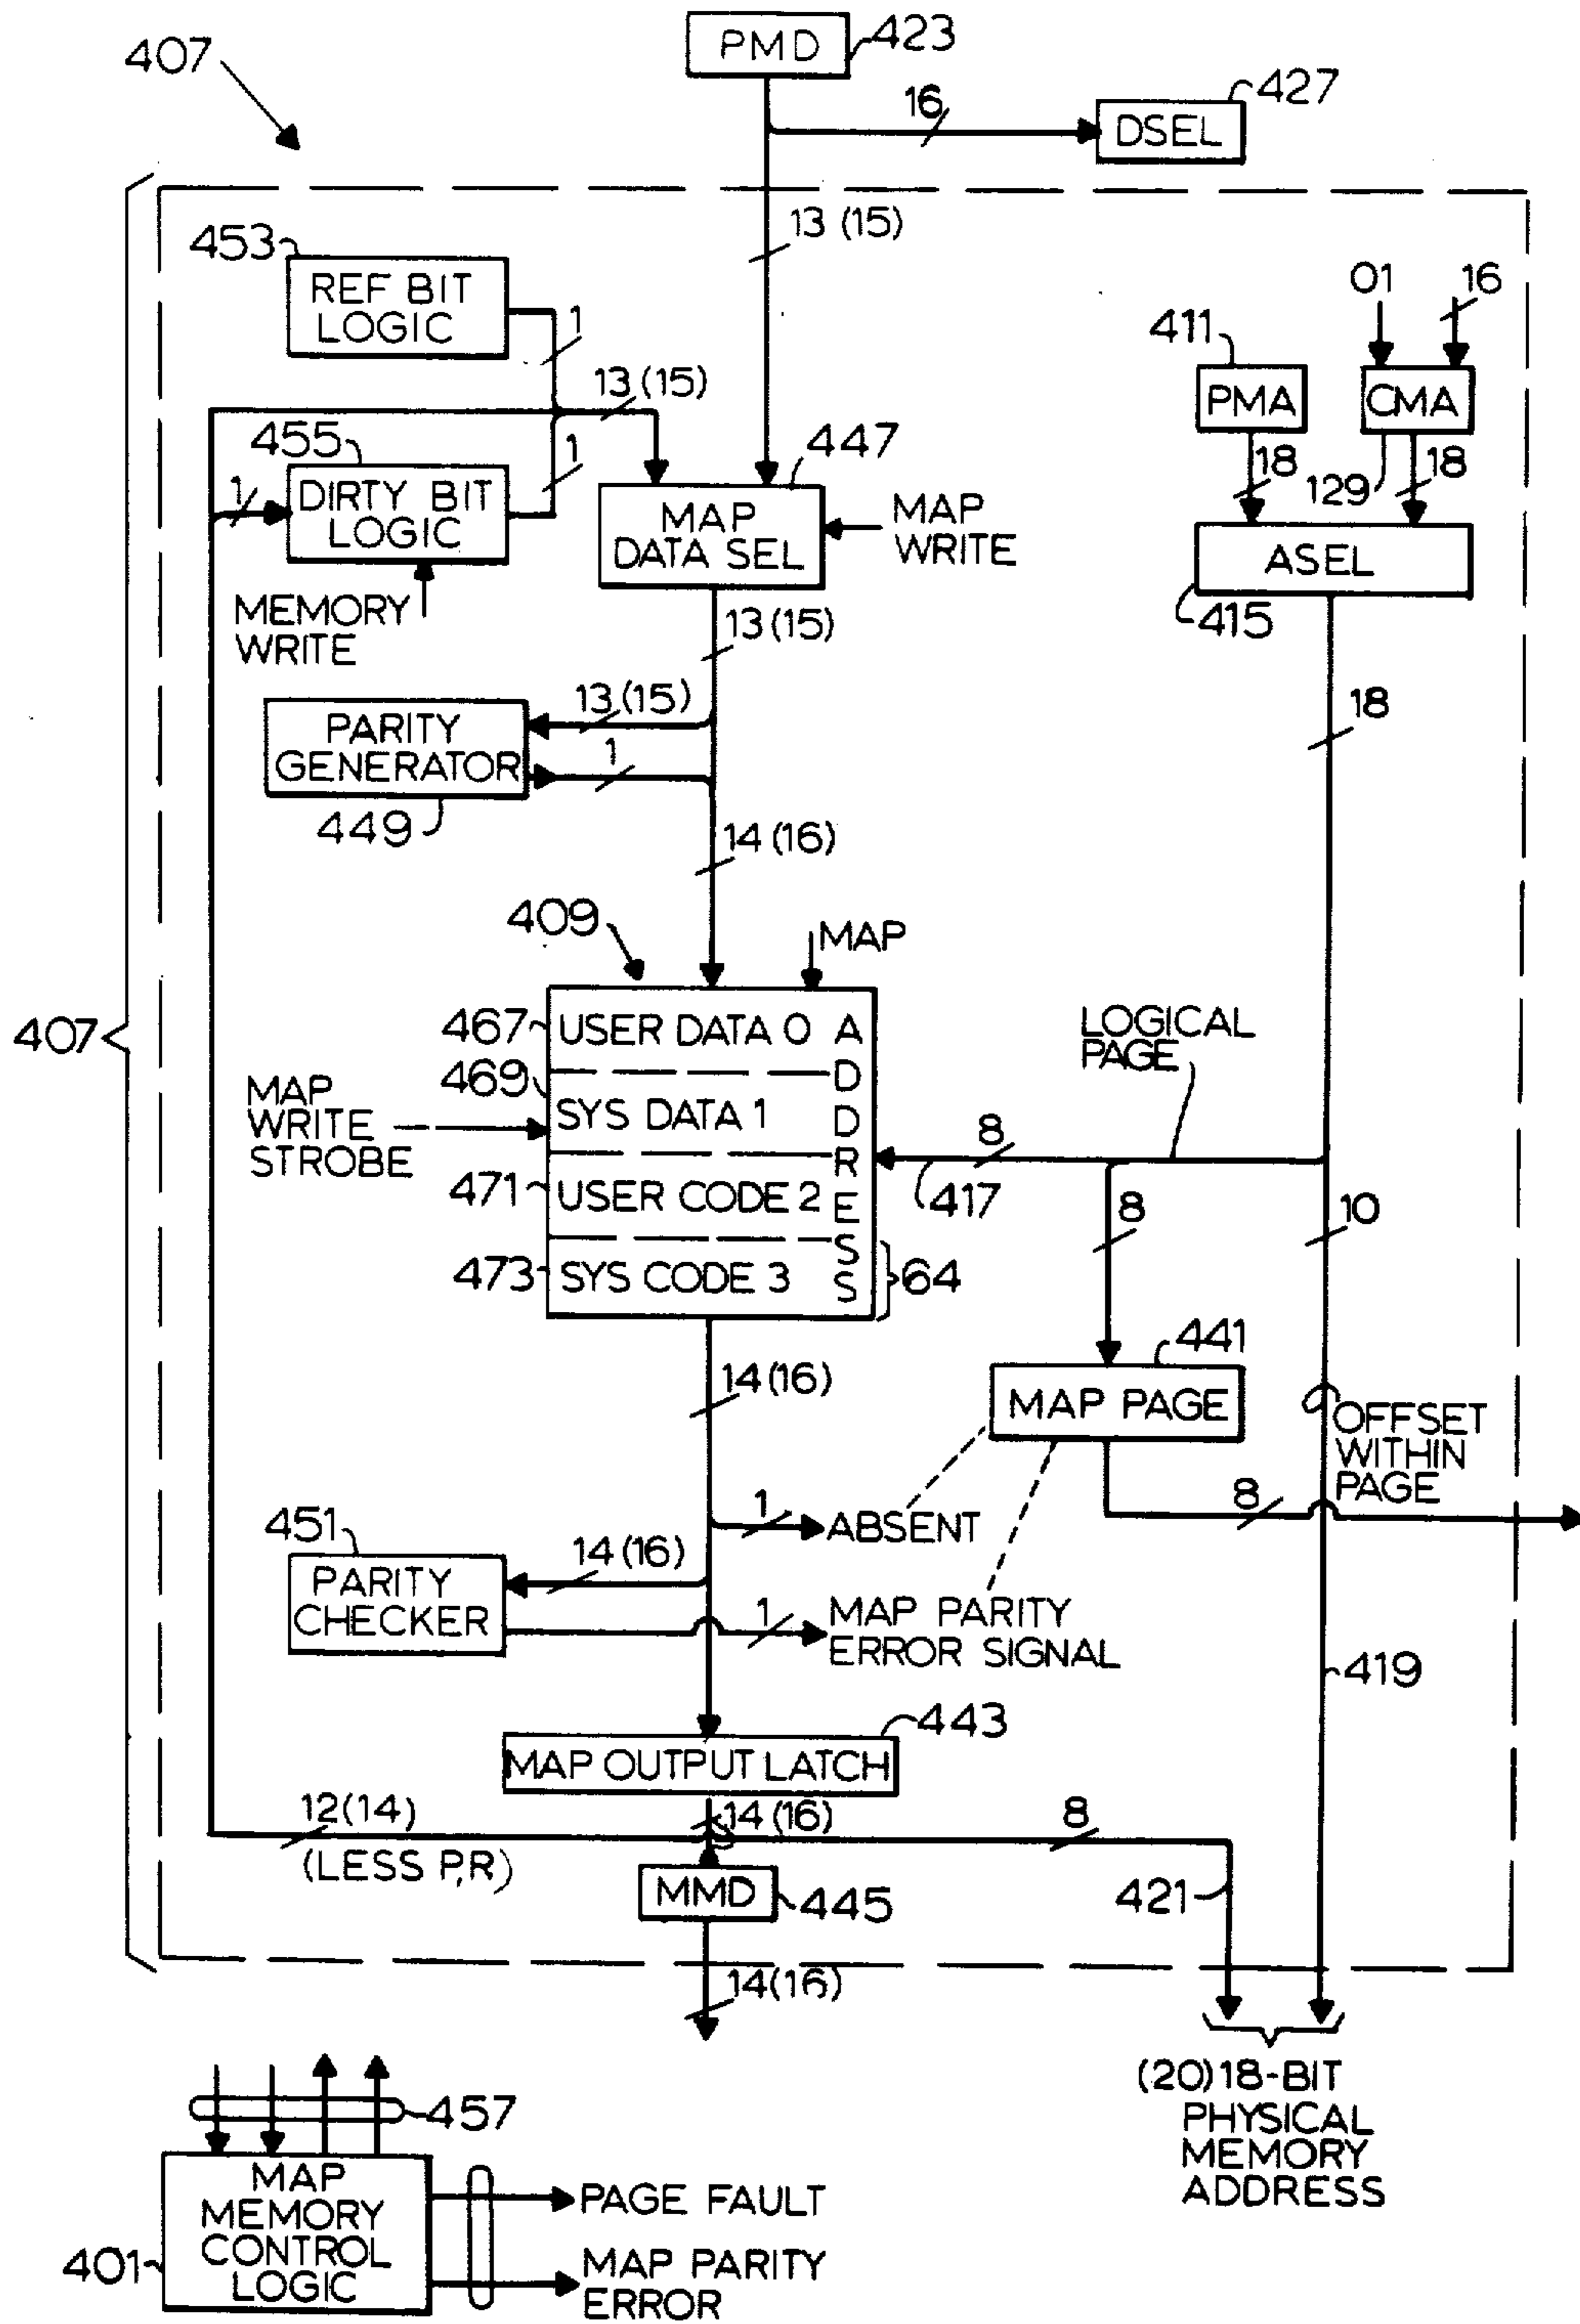 PMD
423
407
16
427
DSEL
13 (15)
453
REF BIT
LOGIC
1
01
16
411
13 (15)
PMA
CMA
455
1
447
18
129
18
1
DIRTY BIT
LOGIC
MAP
DATA SEL
MAP
WRITE
ASEL
MEMORY
WRITE
415
13 (15)
13 (15)
18
PARITY
GENERATOR
1
449
14 (16)
409
MAP
407
467
USER DATA 0
ADDRESS
LOGICAL
PAGE
469
MAP
WRITE
STROBE
SYS DATA 1
8
417
471
USER CODE 2
8
10
473
SYS CODE 3
64
441
14 (16)
MAP PAGE
OFFSET
WITHIN
PAGE
8
451
1
ABSENT
14 (16)
PARITY
CHECKER
1
MAP PARITY
ERROR SIGNAL
419
443
MAP OUTPUT LATCH
12(14)
14 (16)
8
(LESS P,R)
MMD
445
421
14(16)
(20) 18-BIT
PHYSICAL
MEMORY
ADDRESS
457
MAP
MEMORY
CONTROL
LOGIC
PAGE FAULT
401
MAP PARITY
ERROR